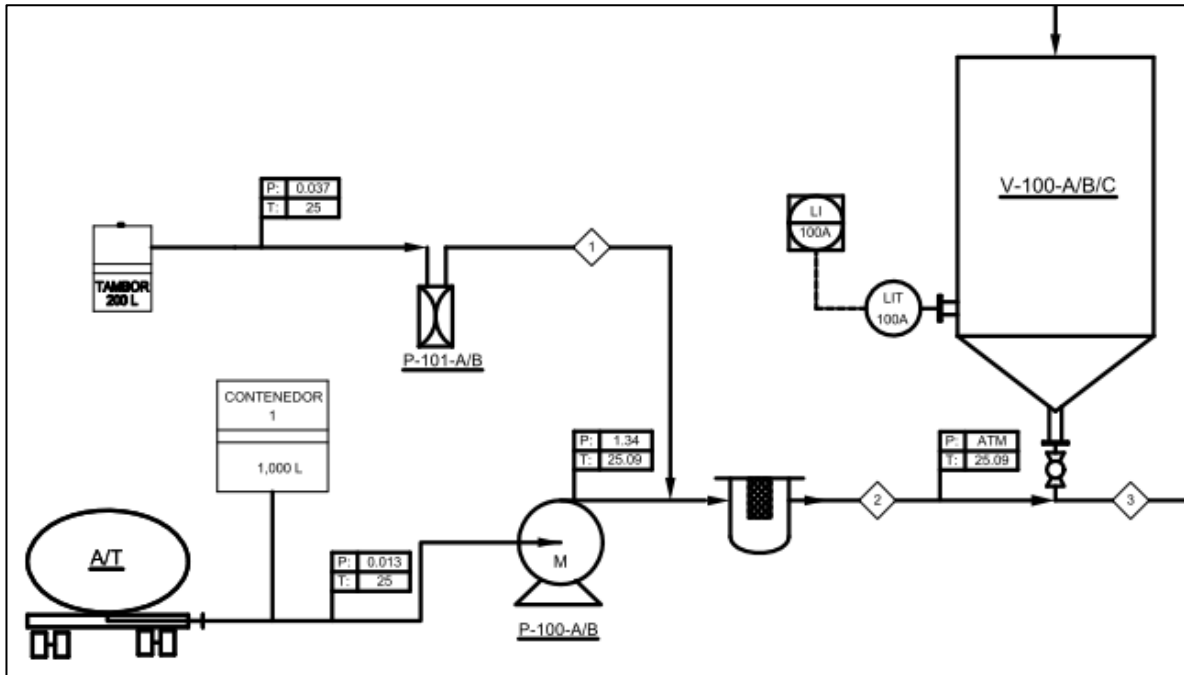 V-100-A/B/C
P: 0.037
T: 25
LI
100A
1
TAMBOR
200 L
LIT
100A
P-101-A/B
CONTENEDOR
1
1,000 L
P: 1.34
T: 25.09
P: ATM
T: 25.09
2
3
A/T
P: 0.013
T: 25
M
P-100-A/B